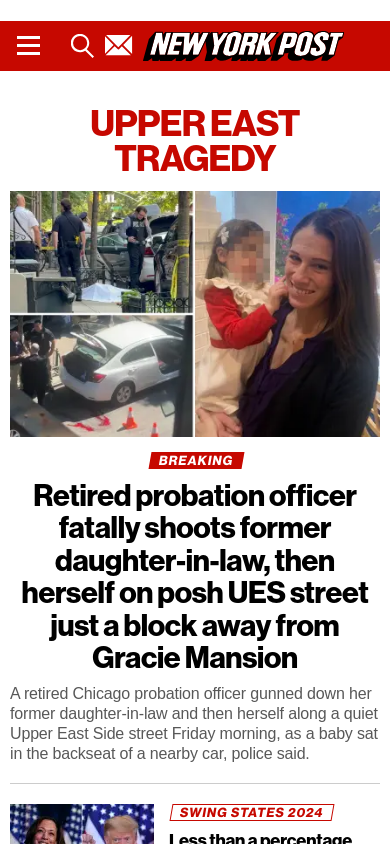 NEW YORK POST
UPPER EAST
TRAGEDY
BREAKING
Retired probation officer
fatally shoots former
daughter-in-law, then
herself on posh UES street
just a block away from
Gracie Mansion
A retired Chicago probation officer gunned down her
former daughter-in-law and then herself along a quiet
Upper East Side street Friday morning, as a baby sat
in the backseat of a nearby car, police said.
SWING STATES 2024
Less than a percentage